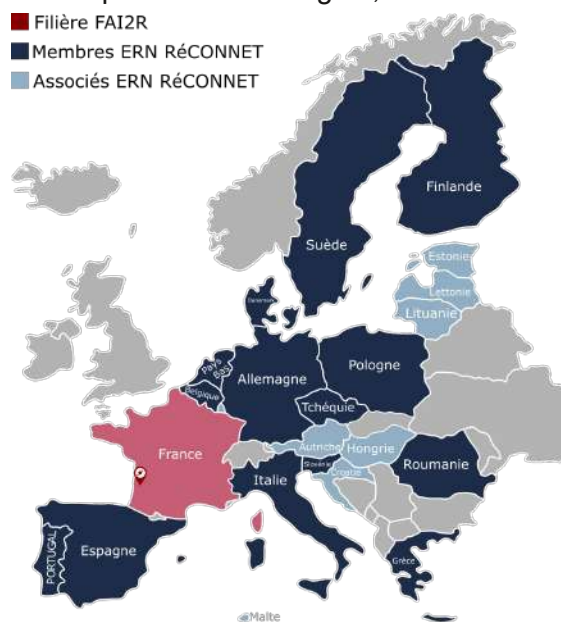 Filière FAI2R
Membres ERN RéCONNET
Associés ERN RéCONNET
Finlande
Suède
Estonie
Lettonie
Lituanie
Danemark
Pays
Bas
Belgique
Allemagne
Pologne
Tchéquie
France
Autriche
Hongrie
Slovénie
Croatie
Roumanie
Italie
PORTUGAL
Espagne
Grèce
Malte